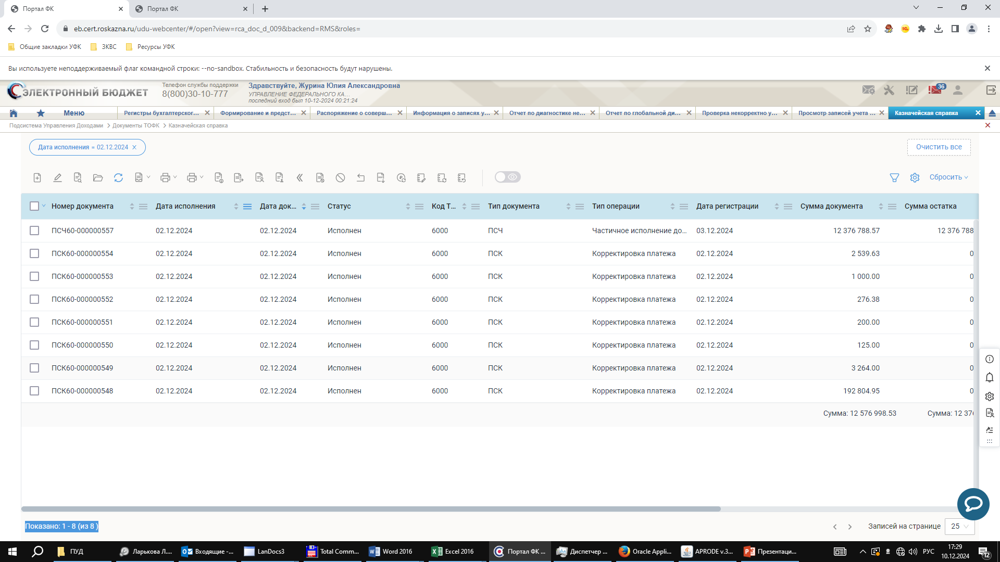 Портал ФК
Портал ФК
eb.cert.roskazna.ru/udu-webcenter/#/open?view=rca_doc_d_009&backend=RMS&roles=
Общие закладки УФК
ЗКВС
Ресурсы УФК
Вы используете неподдерживаемый флаг командной строки: --no-sandbox. Стабильность и безопасность будут нарушены.
ЭЛЕКТРОННЫЙ БЮДЖЕТ
Телефон службы поддержки
8(800)30-10-777
Здравствуйте, Журина Юлия Александровна
УПРАВЛЕНИЕ ФЕДЕРАЛЬНОГО КА...
последний вход был 10-12-2024 00:21:24
36
Меню
Регистры бухгалтерског...
Формирование и предст...
Распоряжение о соверш...
Информация о записях у...
Отчет по диагностике не...
Отчет по глобальной ди...
Проверка некорректно у...
Просмотр записей учета ...
Казначейская справка
Подсистема Управления Доходами > Документы ТОФК > Казначейская справка
Дата исполнения = 02.12.2024
Очистить все
Сбросить
Номер документа Дата исполнения Дата док... Статус Код Т... Тип документа Тип операции Дата регистрации Сумма документа Сумма остатка
ПСЧ60-000000557 02.12.2024 02.12.2024 Исполнен 6000 ПСЧ Частичное исполнение до... 03.12.2024 12 376 788.57 12 376 788
ПСК60-000000554 02.12.2024 02.12.2024 Исполнен 6000 ПСК Корректировка платежа 02.12.2024 2 539.63 0
ПСК60-000000553 02.12.2024 02.12.2024 Исполнен 6000 ПСК Корректировка платежа 02.12.2024 1 000.00 0
ПСК60-000000552 02.12.2024 02.12.2024 Исполнен 6000 ПСК Корректировка платежа 02.12.2024 276.38 0
ПСК60-000000551 02.12.2024 02.12.2024 Исполнен 6000 ПСК Корректировка платежа 02.12.2024 200.00 0
ПСК60-000000550 02.12.2024 02.12.2024 Исполнен 6000 ПСК Корректировка платежа 02.12.2024 125.00 0
ПСК60-000000549 02.12.2024 02.12.2024 Исполнен 6000 ПСК Корректировка платежа 02.12.2024 3 264.00 0
ПСК60-000000548 02.12.2024 02.12.2024 Исполнен 6000 ПСК Корректировка платежа 02.12.2024 192 804.95 0
Сумма: 12 576 998.53 Сумма: 12 376
Показано: 1 - 8 (из 8 )
Записей на странице 25
ПУД
Ларькова Л....
Входящие -...
LanDocs3
Total Comm...
Word 2016
Excel 2016
Портал ФК ...
Диспетчер ...
Oracle Appli...
APRODE v.3...
Презентаци...
РУС
17:29
10.12.2024
12